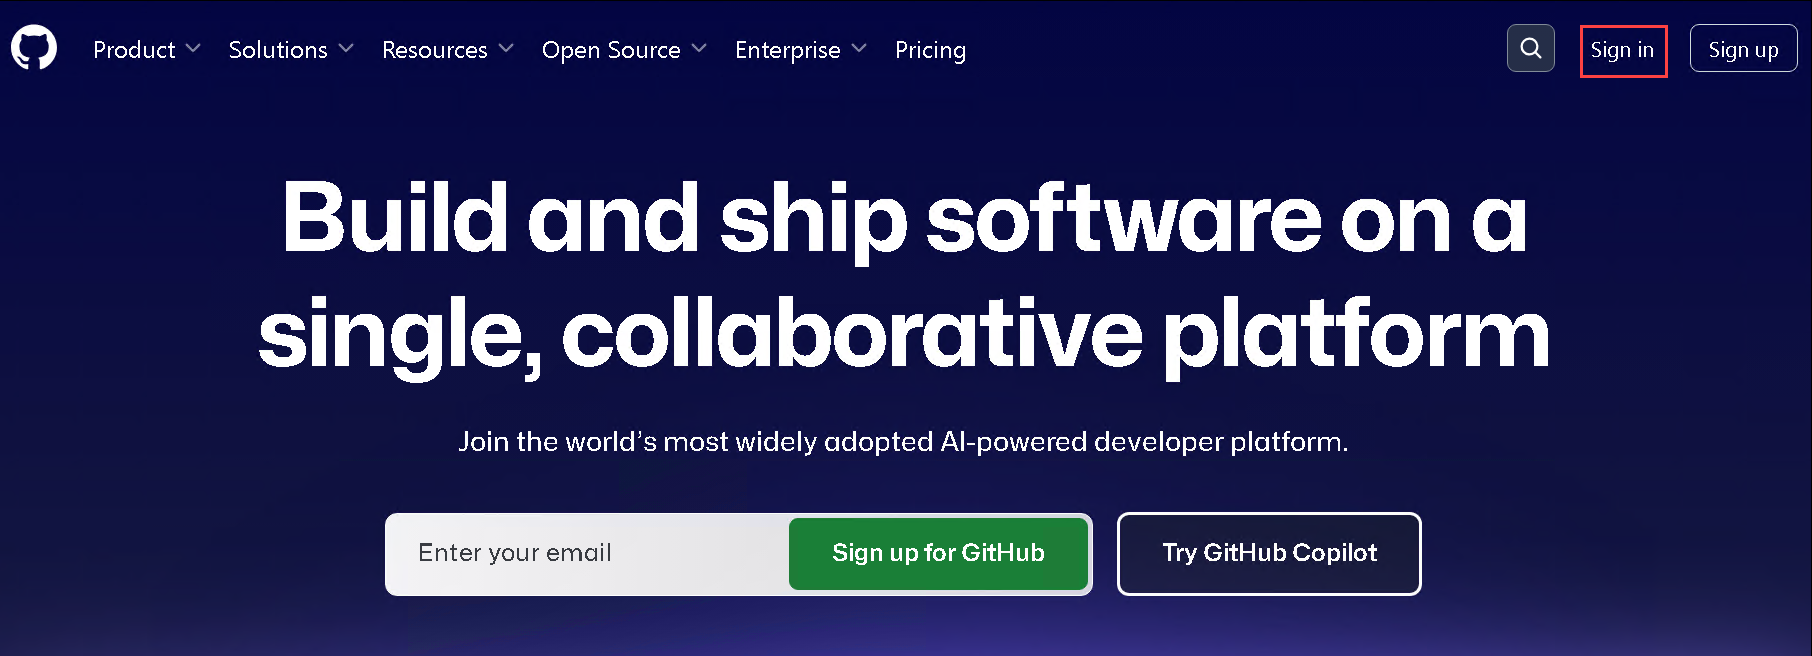 Product Solutions Resources Open Source Enterprise Pricing Sign in Sign up
Build and ship software on a
single, collaborative platform
Join the world’s most widely adopted AI-powered developer platform.
Enter your email Sign up for GitHub Try GitHub Copilot